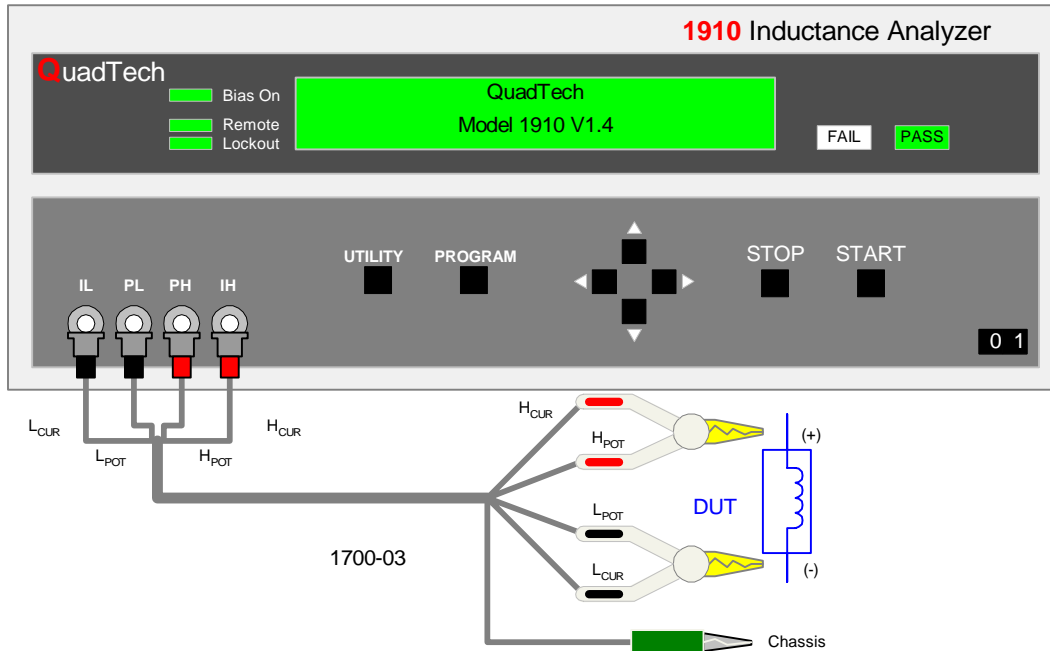 1910 Inductance Analyzer
QuadTech
Bias On
Remote
Lockout
QuadTech
Model 1910 V1.4
FAIL
PASS
UTILITY
PROGRAM
STOP
START
IL
PL
PH
IH
0 1
LCUR
LPOT
HPOT
HCUR
HCUR
HPOT
LPOT
LCUR
(+)
DUT
(-)
1700-03
Chassis